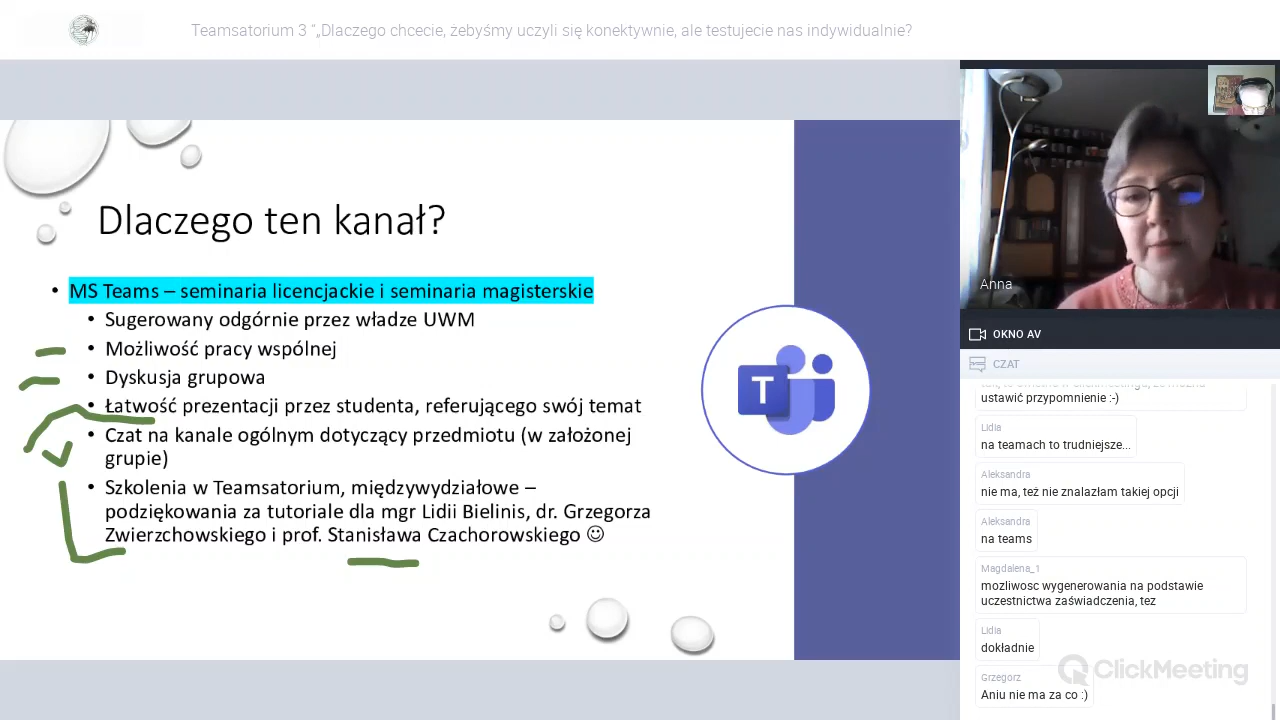 Teamsatorium 3 “„Dlaczego chcecie, żebyśmy uczyli się konektywnie, ale testujecie nas indywidualnie?
Dlaczego ten kanał?
• MS Teams – seminaria licencjackie i seminaria magisterskie
• Sugerowany odgórnie przez władze UWM
• Możliwość pracy wspólnej
• Dyskusja grupowa
• Łatwość prezentacji przez studenta, referującego swój temat
• Czat na kanale ogólnym dotyczący przedmiotu (w założonej
grupie)
• Szkolenia w Teamsatorium, międzywydziałowe –
podziękowania za tutoriale dla mgr Lidii Bielinis, dr. Grzegorza
Zwierzchowskiego i prof. Stanisława Czachorowskiego ☺
T
Anna
OKNO AV
CZAT
ustawić przypomnienie :-)
Lidia
na teamach to trudniejsze...
Aleksandra
nie ma, też nie znalazłam takiej opcji
Aleksandra
na teams
Magdalena_1
mozliwosc wygenerowania na podstawie
uczestnictwa zaświadczenia, tez
Lidia
dokładnie
ClickMeeting
Grzegorz
Aniu nie ma za co :)